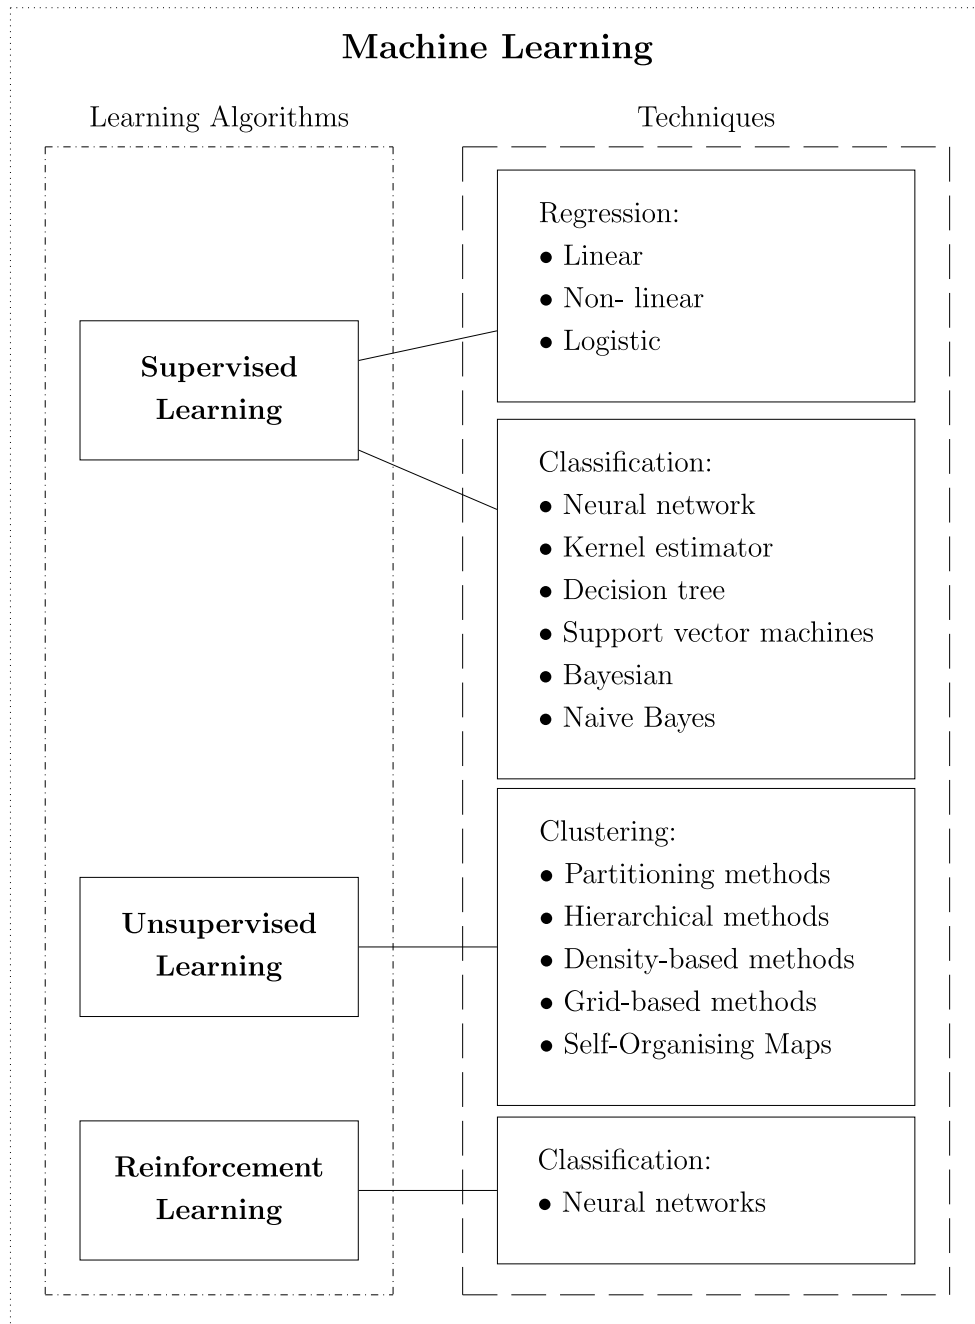 Machine Learning
Learning Algorithms
Techniques
Supervised
Learning
Regression:
• Linear
• Non- linear
• Logistic
Classification:
• Neural network
• Kernel estimator
• Decision tree
• Support vector machines
• Bayesian
• Naive Bayes
Unsupervised
Learning
Clustering:
• Partitioning methods
• Hierarchical methods
• Density-based methods
• Grid-based methods
• Self-Organising Maps
Reinforcement
Learning
Classification:
• Neural networks